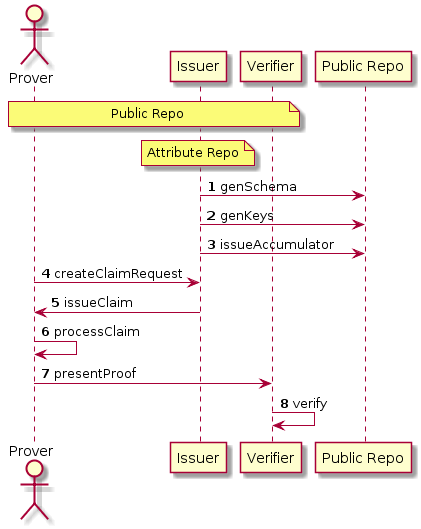 Prover
Issuer
Verifier
Public Repo
Public Repo
Attribute Repo
1 genSchema
2 genKeys
3 issueAccumulator
4 createClaimRequest
5 issueClaim
6 processClaim
7 presentProof
8 verify
Prover
Issuer
Verifier
Public Repo